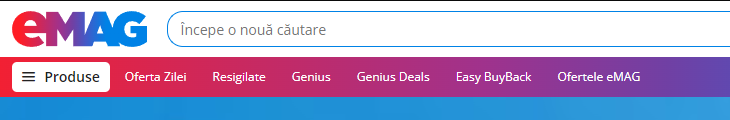 eMAG
Începe o nouă căutare
Produse Oferta Zilei Resigilate Genius Genius Deals Easy BuyBack Ofertele eMAG